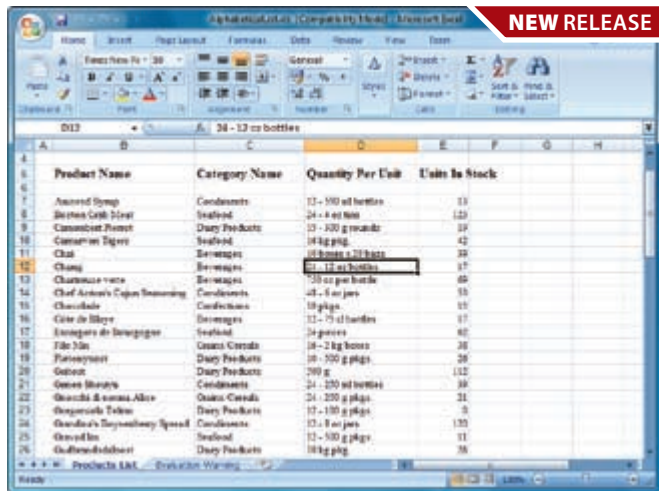 NEW RELEASE
Home Insert Page Layout Formulas Data Review View Team
General
Insert
Delete
Format
Styles
Sort & Filter Find & Select
Paste
Clipboard Font Alignment Number Cells Editing
D12 24 - 12 oz bottles
A B C D E F G H
4
5 Product Name Category Name Quantity Per Unit Units In Stock
6
7 Aniseed Syrup Condiments 12 - 550 ml bottles 13
8 Boston Crab Meat Seafood 24 - 4 oz tins 123
9 Camembert Pierrot Dairy Products 15 - 300 g rounds 19
10 Carnarvon Tigers Seafood 16 kg pkg. 42
11 Chai Beverages 10 boxes x 20 bags 39
12 Chang Beverages 24 - 12 oz bottles 17
13 Chartreuse verte Beverages 750 cc per bottle 69
14 Chef Anton's Cajun Seasoning Condiments 48 - 6 oz jars 53
15 Chocolade Confections 10 pkgs. 15
16 Côte de Blaye Beverages 12 - 75 cl bottles 17
17 Escargots de Bourgogne Seafood 24 pieces 62
18 Filo Mix Grains/Cereals 16 - 2 kg boxes 38
19 Fløtemysost Dairy Products 10 - 500 g pkgs. 26
20 Geitost Dairy Products 500 g 112
21 Genen Shouyu Condiments 24 - 250 ml bottles 39
22 Gnocchi di nonna Alice Grains/Cereals 24 - 250 g pkgs. 21
23 Gorgonzola Telino Dairy Products 12 - 100 g pkgs. 0
24 Grandma's Boysenberry Spread Condiments 12 - 8 oz jars 120
25 Gravad lax Seafood 12 - 500 g pkgs. 11
26 Gudbrandsdalsost Dairy Products 10 kg pkg. 26
Products List Evaluation Warning
Ready 100%